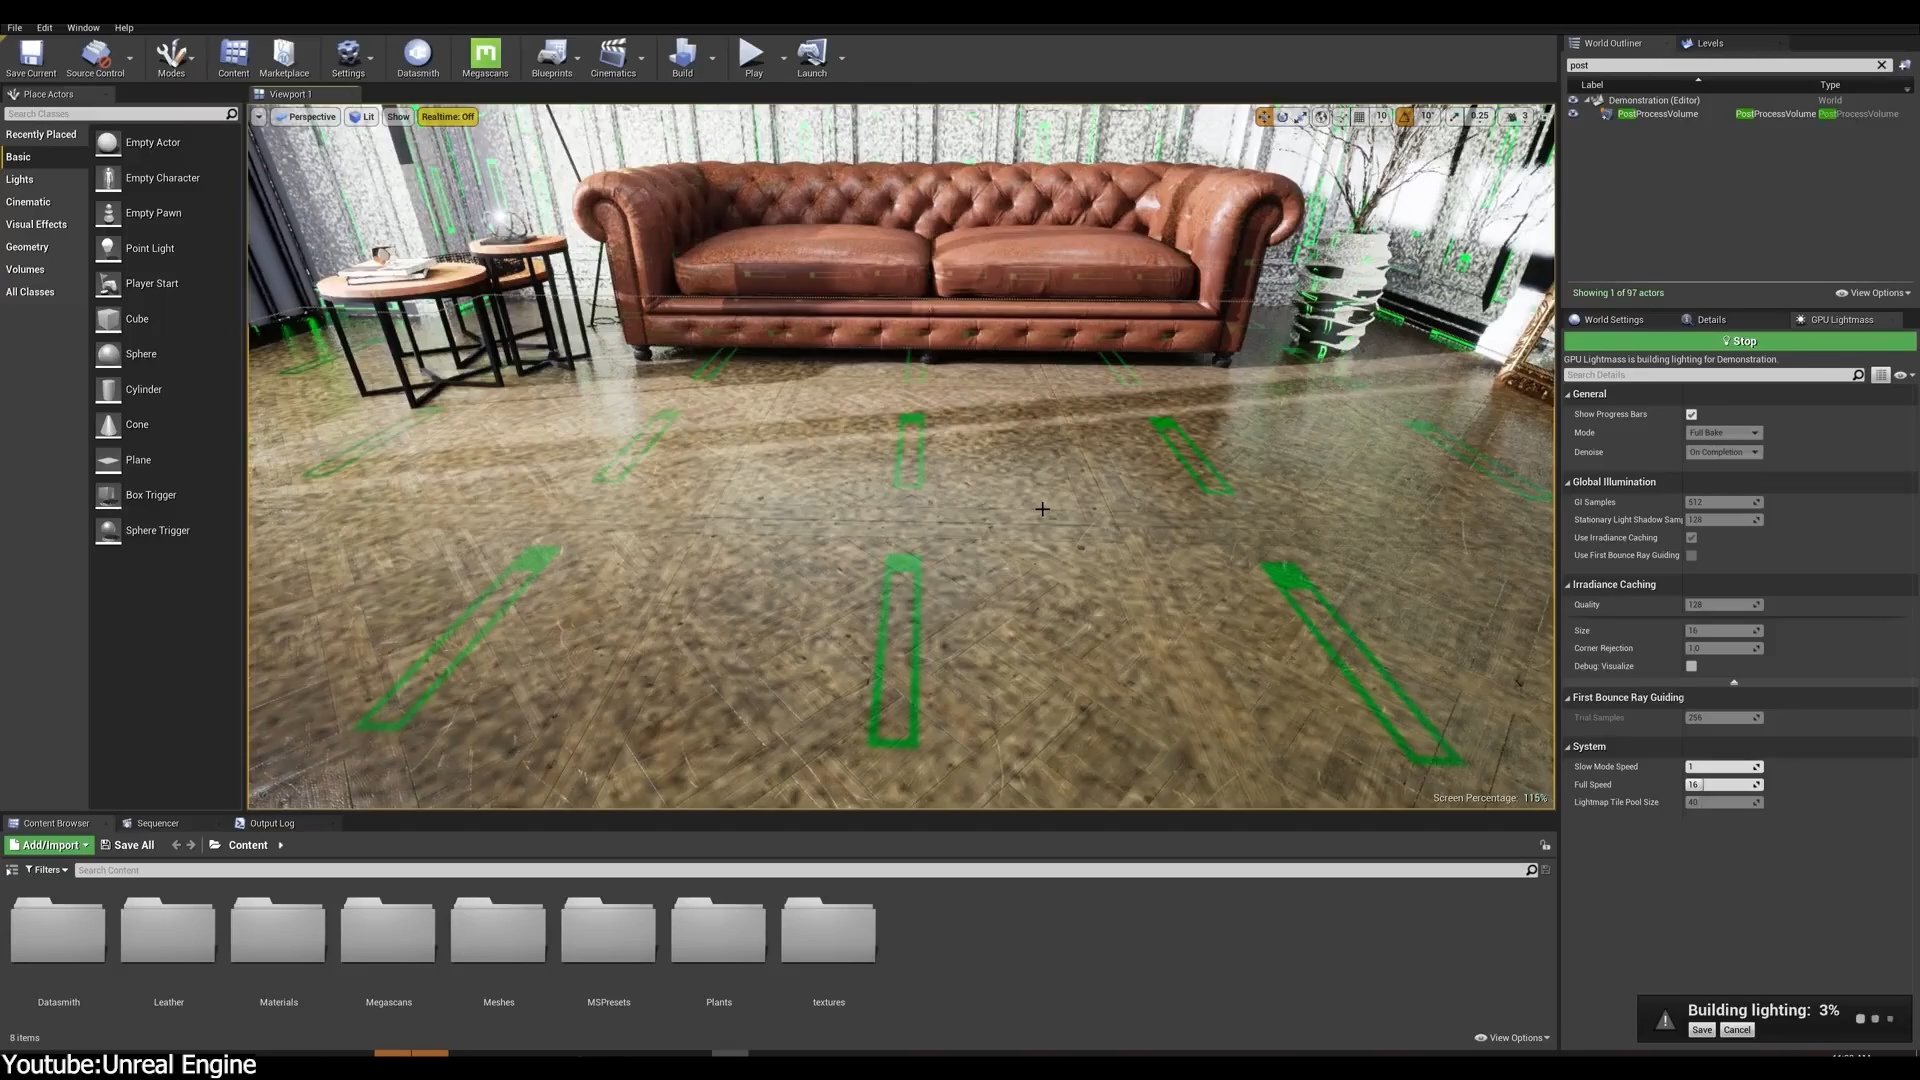 File Edit Window Help
Save Current Source Control Modes Content Marketplace Settings Datasmith Megascans Blueprints Cinematics Build Play Launch
Place Actors
Search Classes
Recently Placed
Basic
Lights
Cinematic
Visual Effects
Geometry
Volumes
All Classes
Empty Actor
Empty Character
Empty Pawn
Point Light
Player Start
Cube
Sphere
Cylinder
Cone
Plane
Box Trigger
Sphere Trigger
Viewport 1
Perspective Lit Show Realtime: Off
10 10° 0.25 3
Screen Percentage: 115%
World Outliner Levels
post
Label Type
Demonstration (Editor) World
PostProcessVolume PostProcessVolume PostProcessVolume
Showing 1 of 97 actors View Options
World Settings Details GPU Lightmass
Stop
GPU Lightmass is building lighting for Demonstration.
Search Details
General
Show Progress Bars
Mode Full Bake
Denoise On Completion
Global Illumination
GI Samples 512
Stationary Light Shadow Sam 128
Use Irradiance Caching
Use First Bounce Ray Guiding
Irradiance Caching
Quality 128
Size 16
Corner Rejection 1.0
Debug: Visualize
First Bounce Ray Guiding
Trial Samples 256
System
Slow Mode Speed 1
Full Speed 16
Lightmap Tile Pool Size 40
Content Browser Sequencer Output Log
Add/Import Save All Content
Filters Search Content
Datasmith Leather Materials Megascans Meshes MSPresets Plants textures
8 items View Options
Building lighting: 3%
Save Cancel
Youtube:Unreal Engine